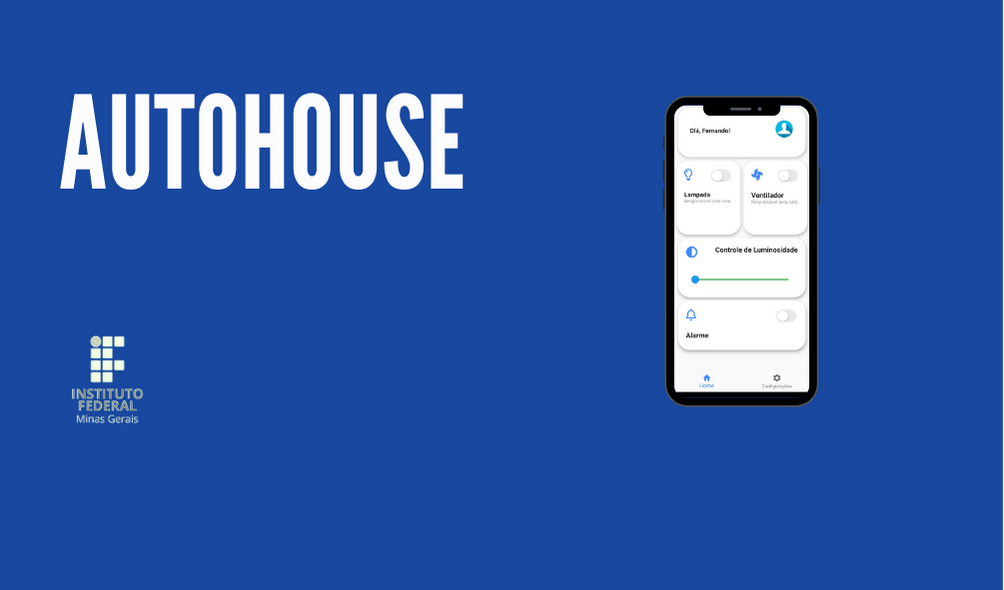 AUTOHOUSE
INSTITUTO
FEDERAL
Minas Gerais
Olá, Fernando!
Lampada
Responsavel pela sala
Ventilador
Responsavel pela sala
Controle de Luminosidade
Alarme
Home
Configurações